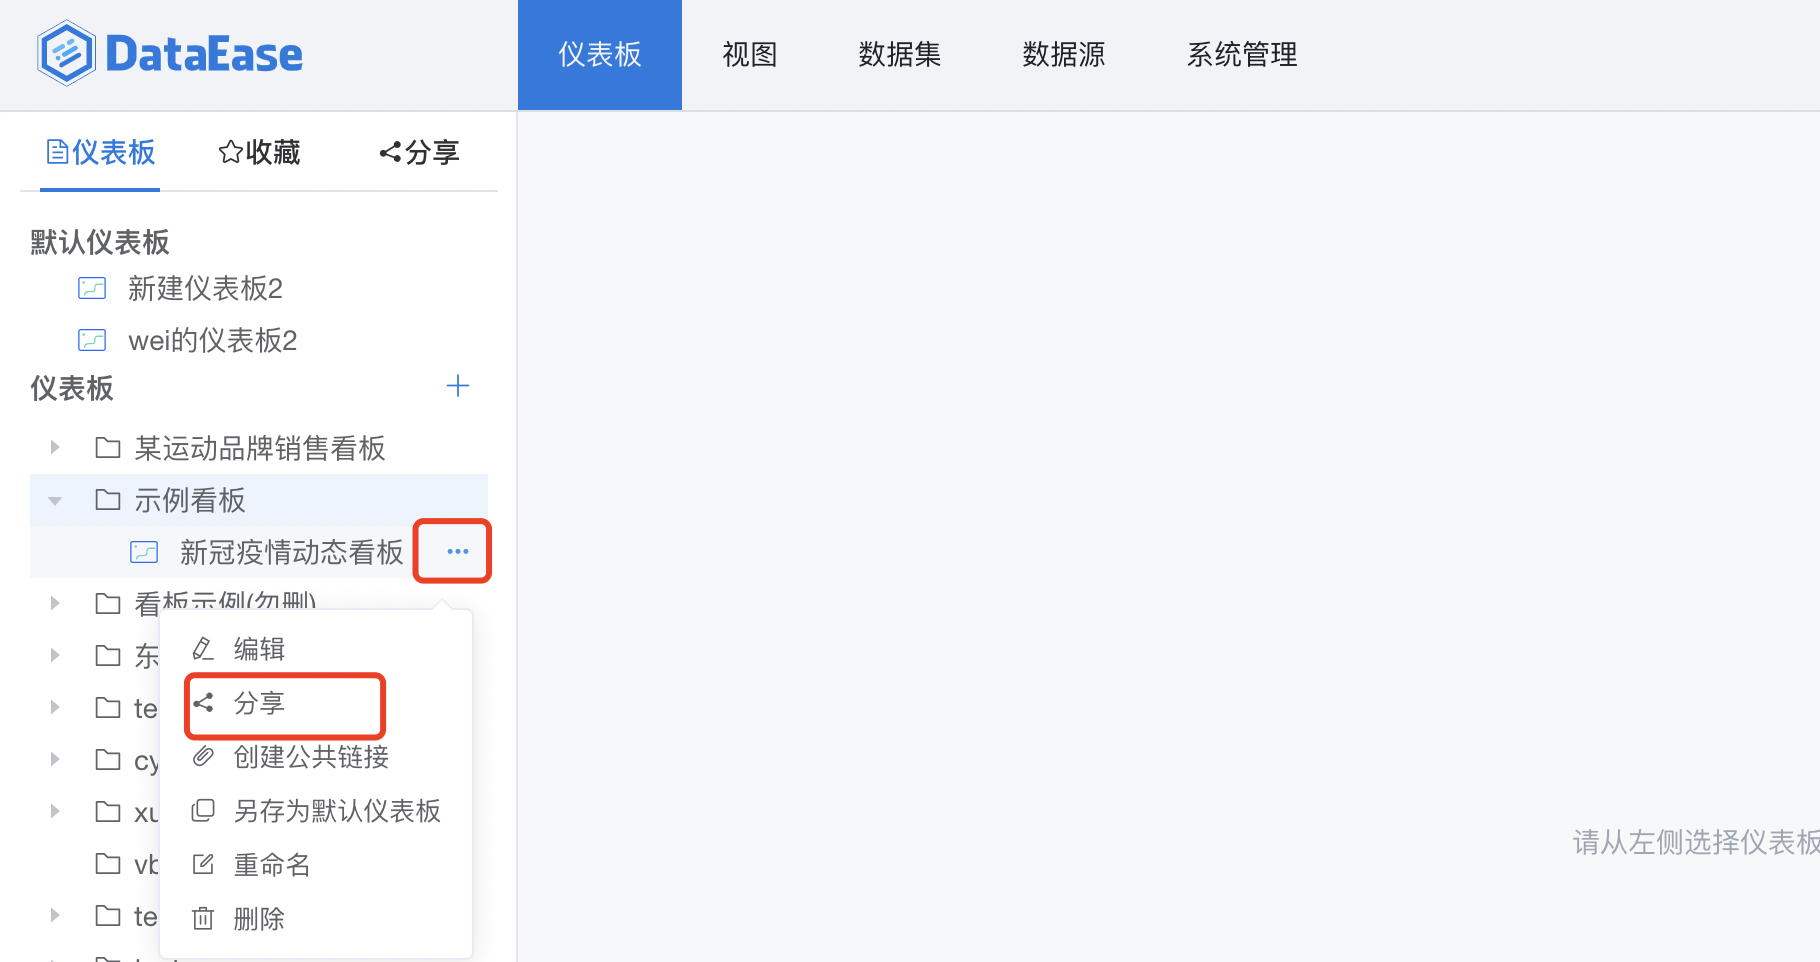 DataEase
仪表板 视图 数据集 数据源 系统管理
仪表板 收藏 分享
默认仪表板
新建仪表板2
wei的仪表板2
仪表板
某运动品牌销售看板
示例看板
新冠疫情动态看板
看板示例(勿删)
东
te
cy
xu
vb
te
编辑
分享
创建公共链接
另存为默认仪表板
重命名
删除
请从左侧选择仪表板